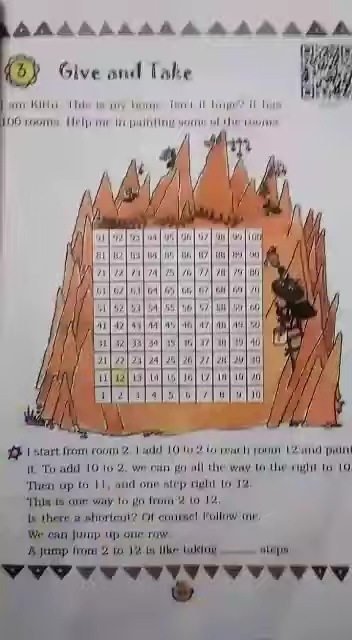 3
Give and Take
I am Kittu. This is my home. Isn't it huge? It has
100 rooms. Help me in painting some of the rooms.
91 92 93 94 95 96 97 98 99 100
81 82 83 84 85 86 87 88 89 90
71 72 73 74 75 76 77 78 79 80
61 62 63 64 65 66 67 68 69 70
51 52 53 54 55 56 57 58 59 60
41 42 43 44 45 46 47 48 49 50
31 32 33 34 35 36 37 38 39 40
21 22 23 24 25 26 27 28 29 30
11 12 13 14 15 16 17 18 19 20
1 2 3 4 5 6 7 8 9 10
I start from room 2. I add 10 to 2 to reach room 12 and paint
it. To add 10 to 2, we can go all the way to the right to 10.
Then up to 11, and one step right to 12.
This is one way to go from 2 to 12.
Is there a shortcut? Of course! Follow me.
We can jump up one row.
A jump from 2 to 12 is like taking ______ steps.